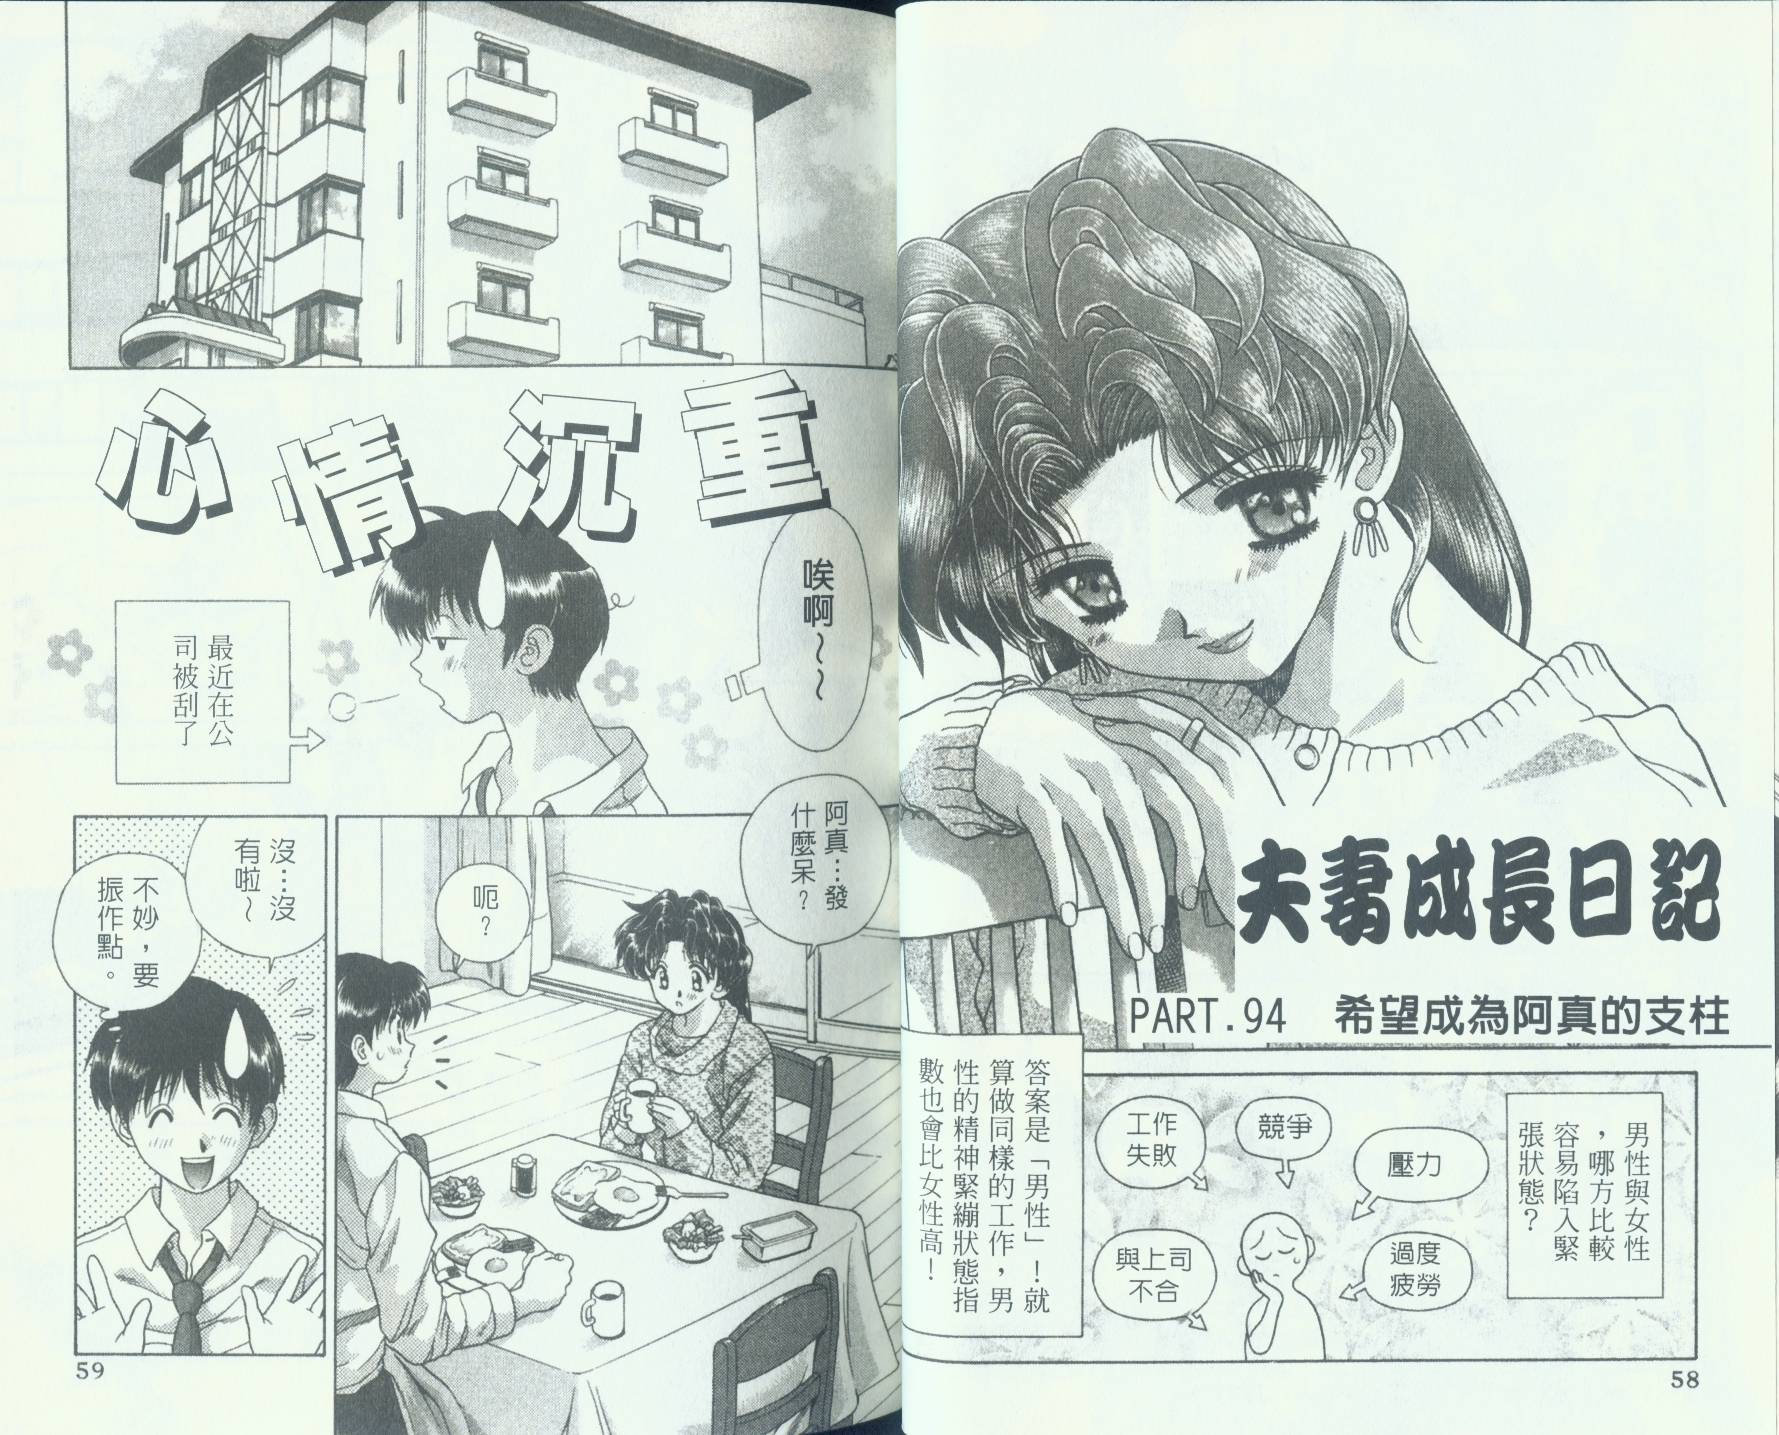 夫妻成長日記
PART.94 希望成為阿真的支柱
男性與女性
，哪方比較
容易陷入緊
張狀態？
壓力
競爭
工作
失敗
過度
疲勞
與上司
不合
答案是「男性」！就
算做同樣的工作，男
性的精神緊繃狀態指
數也會比女性高！
58
心情沉重
唉啊～～
最近在公
司被刮了
阿真…發
什麼呆？
呃？
沒…沒
有啦～
不妙，要
振作點。
59